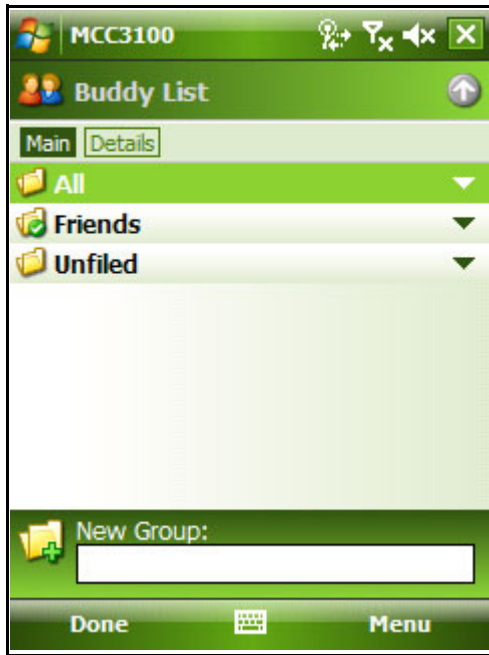 MCC3100
Buddy List
Main Details
All
Friends
Unfiled
New Group:
Done Menu